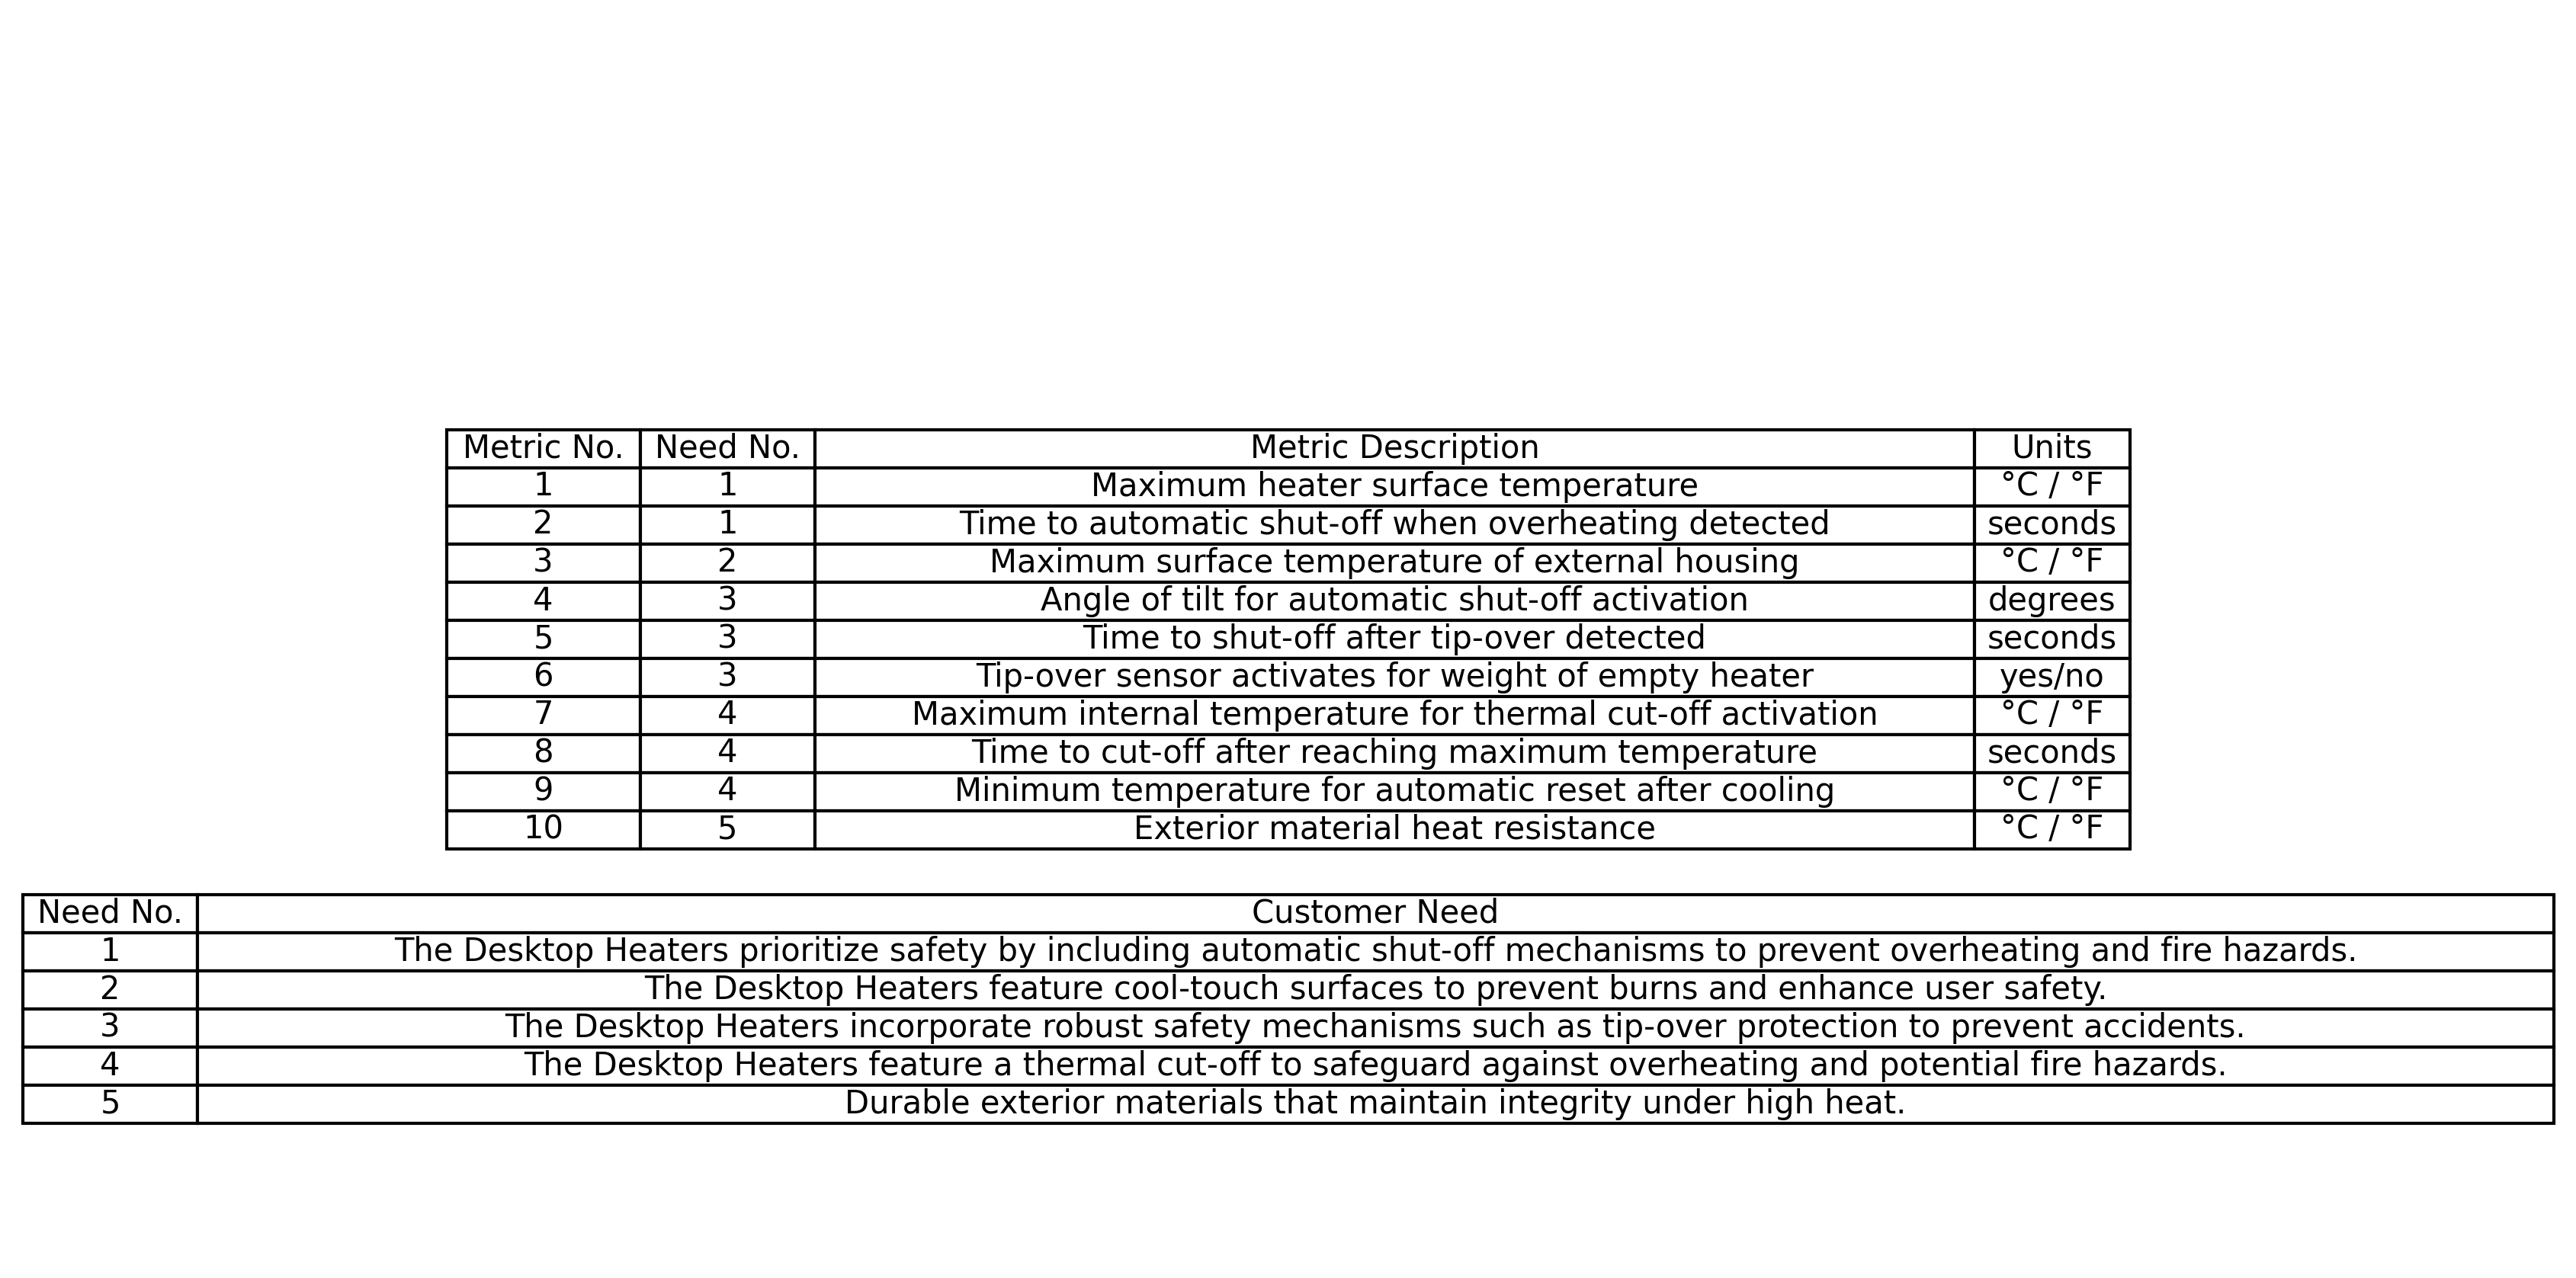 Metric No. Need No. Metric Description Units
1 1 Maximum heater surface temperature °C / °F
2 1 Time to automatic shut-off when overheating detected seconds
3 2 Maximum surface temperature of external housing °C / °F
4 3 Angle of tilt for automatic shut-off activation degrees
5 3 Time to shut-off after tip-over detected seconds
6 3 Tip-over sensor activates for weight of empty heater yes/no
7 4 Maximum internal temperature for thermal cut-off activation °C / °F
8 4 Time to cut-off after reaching maximum temperature seconds
9 4 Minimum temperature for automatic reset after cooling °C / °F
10 5 Exterior material heat resistance °C / °F
Need No. Customer Need
1 The Desktop Heaters prioritize safety by including automatic shut-off mechanisms to prevent overheating and fire hazards.
2 The Desktop Heaters feature cool-touch surfaces to prevent burns and enhance user safety.
3 The Desktop Heaters incorporate robust safety mechanisms such as tip-over protection to prevent accidents.
4 The Desktop Heaters feature a thermal cut-off to safeguard against overheating and potential fire hazards.
5 Durable exterior materials that maintain integrity under high heat.